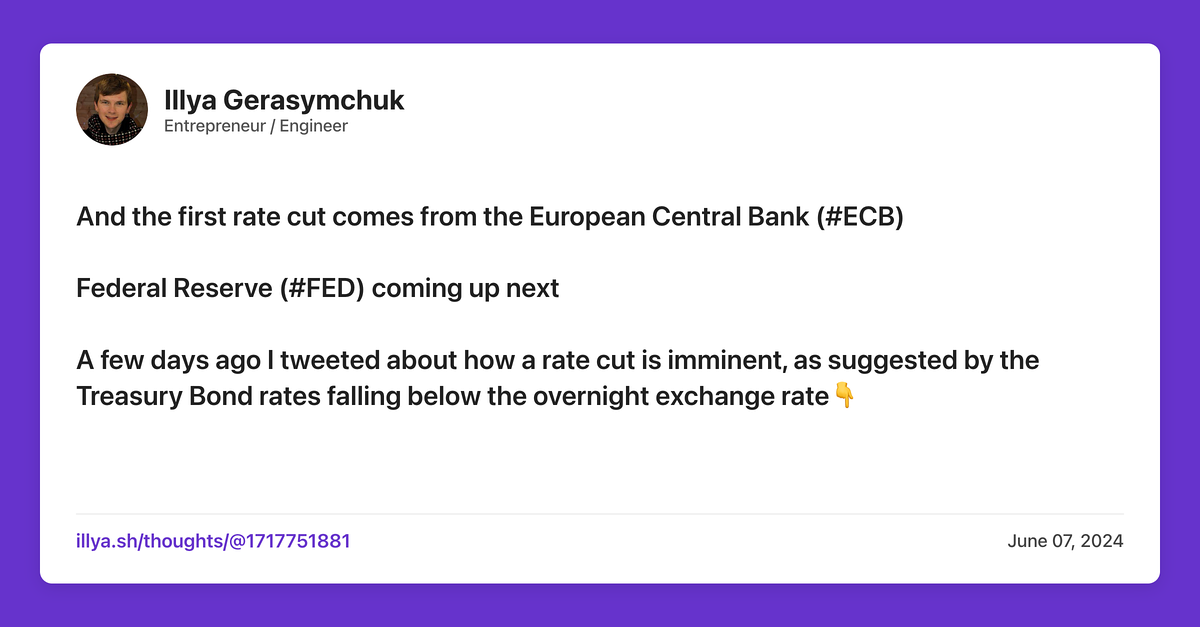 Illya Gerasymchuk
Entrepreneur / Engineer
And the first rate cut comes from the European Central Bank (#ECB)
Federal Reserve (#FED) coming up next
A few days ago I tweeted about how a rate cut is imminent, as suggested by the
Treasury Bond rates falling below the overnight exchange rate👇
illya.sh/thoughts/@1717751881
June 07, 2024